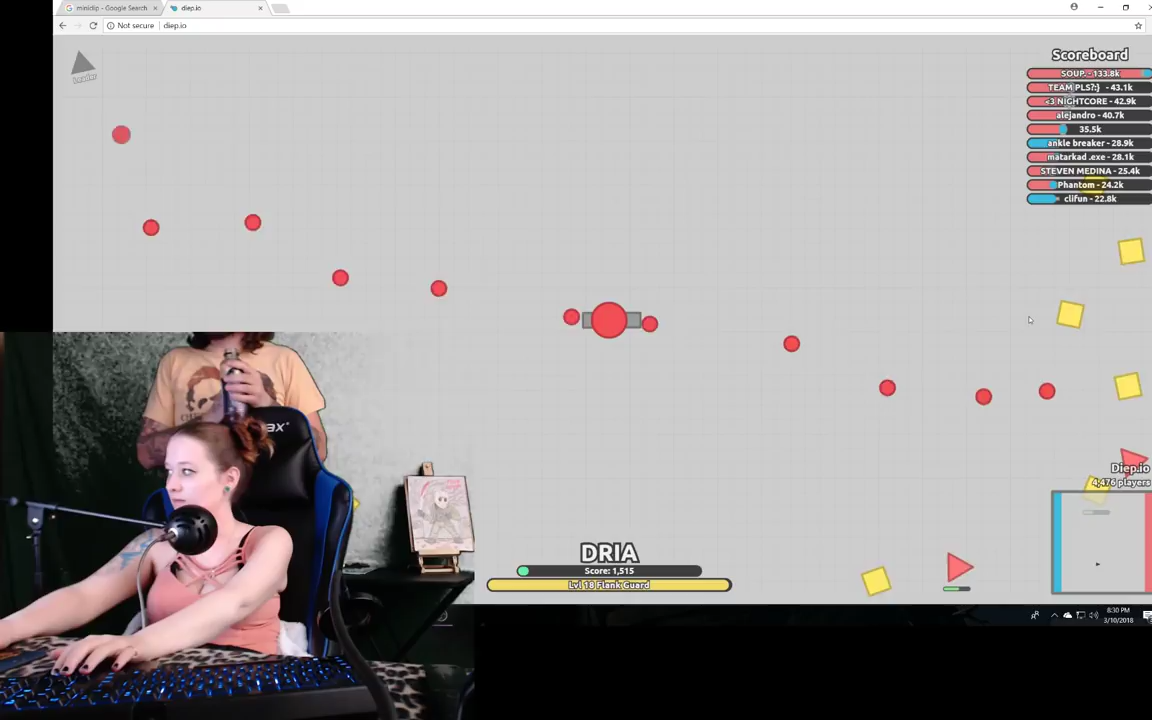 minidip - Google Search
diep.io
Not secure
diep.io
Leader
Scoreboard
SOUP - 133.8k
TEAM PLS?:} - 43.1k
<3 NIGHTCORE - 42.9k
alejandro - 40.7k
35.5k
ankle breaker - 28.9k
matarkad .exe - 28.1k
STEVEN MEDINA - 25.4k
Phantom - 24.2k
clifun - 22.8k
Diep.io
4,476 players
DRIA
Score: 1,515
Lvl 18 Flank Guard
8:30 PM
3/10/2018